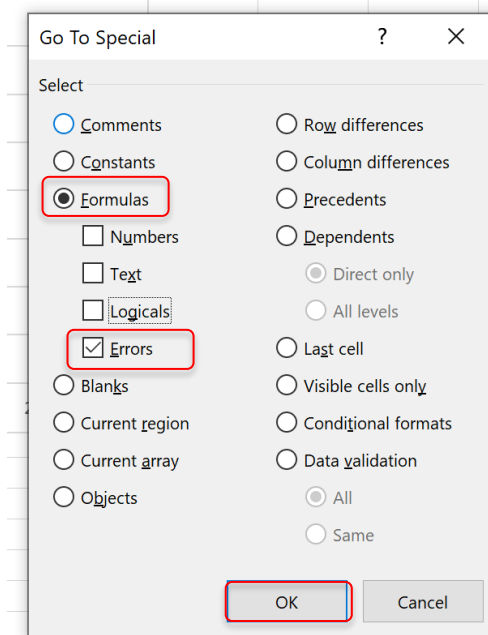 Go To Special ?
Select
Comments
Constants
Formulas
Numbers
Text
Logicals
Errors
Blanks
Current region
Current array
Objects
Row differences
Column differences
Precedents
Dependents
Direct only
All levels
Last cell
Visible cells only
Conditional formats
Data validation
All
Same
OK
Cancel